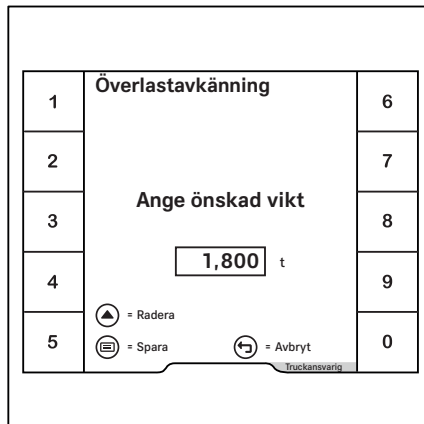 Överlastavkänning
1
2
3
4
5
6
7
8
9
0
Ange önskad vikt
1,800 t
= Radera
= Spara
= Avbryt
Truckansvarig